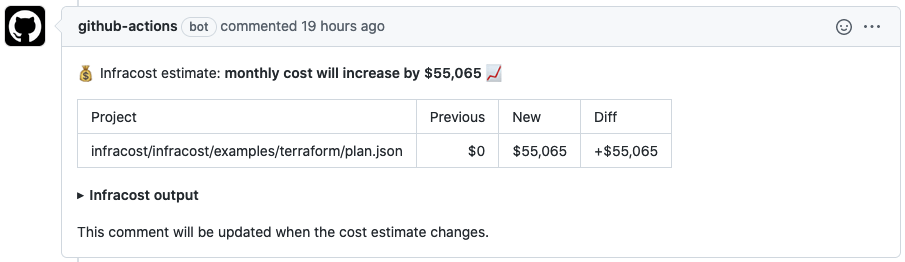 github-actions bot commented 19 hours ago
💰 Infracost estimate: monthly cost will increase by $55,065 📈
Project Previous New Diff
infracost/infracost/examples/terraform/plan.json $0 $55,065 +$55,065
▸ Infracost output
This comment will be updated when the cost estimate changes.